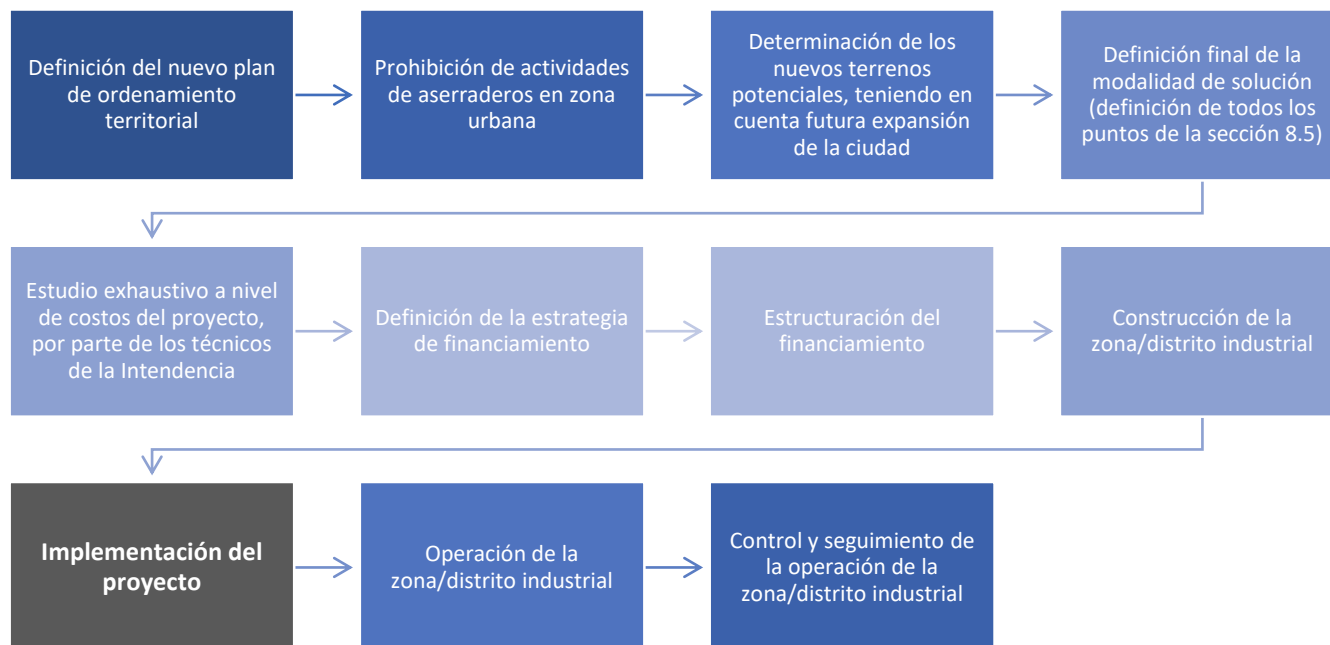 Definición del nuevo plan
de ordenamiento
territorial
Prohibición de actividades
de aserraderos en zona
urbana
Determinación de los
nuevos terrenos
potenciales, teniendo en
cuenta futura expansión
de la ciudad
Definición final de la
modalidad de solución
(definición de todos los
puntos de la sección 8.5)
Estudio exhaustivo a nivel
de costos del proyecto,
por parte de los técnicos
de la Intendencia
Definición de la estrategia
de financiamiento
Estructuración del
financiamiento
Construcción de la
zona/distrito industrial
Implementación del
proyecto
Operación de la
zona/distrito industrial
Control y seguimiento de
la operación de la
zona/distrito industrial